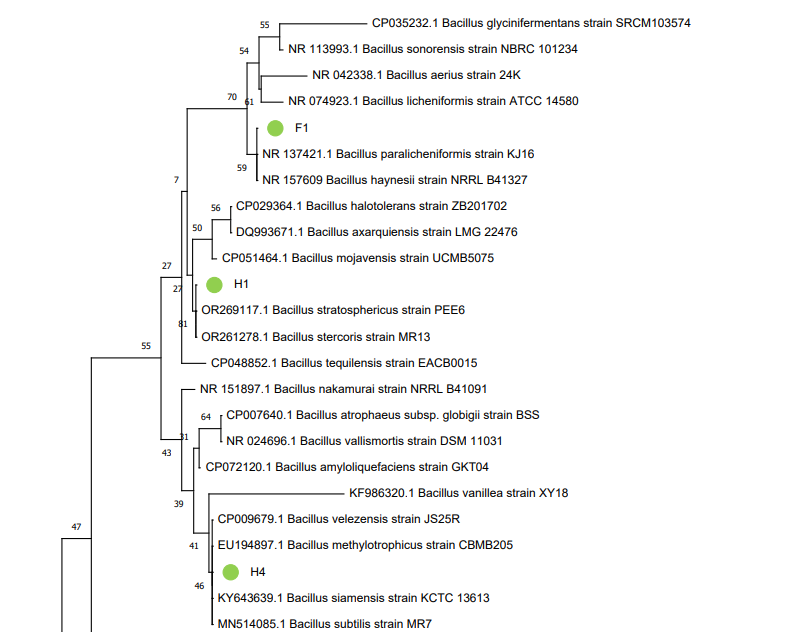 55
CP035232.1 Bacillus glycinifermentans strain SRCM103574
NR 113993.1 Bacillus sonorensis strain NBRC 101234
54
NR 042338.1 Bacillus aerius strain 24K
70
61
NR 074923.1 Bacillus licheniformis strain ATCC 14580
F1
NR 137421.1 Bacillus paralicheniformis strain KJ16
59
NR 157609 Bacillus haynesii strain NRRL B41327
7
56
CP029364.1 Bacillus halotolerans strain ZB201702
50
DQ993671.1 Bacillus axarquiensis strain LMG 22476
CP051464.1 Bacillus mojavensis strain UCMB5075
27
27
H1
OR269117.1 Bacillus stratosphericus strain PEE6
81
OR261278.1 Bacillus stercoris strain MR13
55
CP048852.1 Bacillus tequilensis strain EACB0015
NR 151897.1 Bacillus nakamurai strain NRRL B41091
64
CP007640.1 Bacillus atrophaeus subsp. globigii strain BSS
31
NR 024696.1 Bacillus vallismortis strain DSM 11031
43
CP072120.1 Bacillus amyloliquefaciens strain GKT04
KF986320.1 Bacillus vanillea strain XY18
39
CP009679.1 Bacillus velezensis strain JS25R
47
41
EU194897.1 Bacillus methylotrophicus strain CBMB205
H4
46
KY643639.1 Bacillus siamensis strain KCTC 13613
MN514085.1 Bacillus subtilis strain MR7